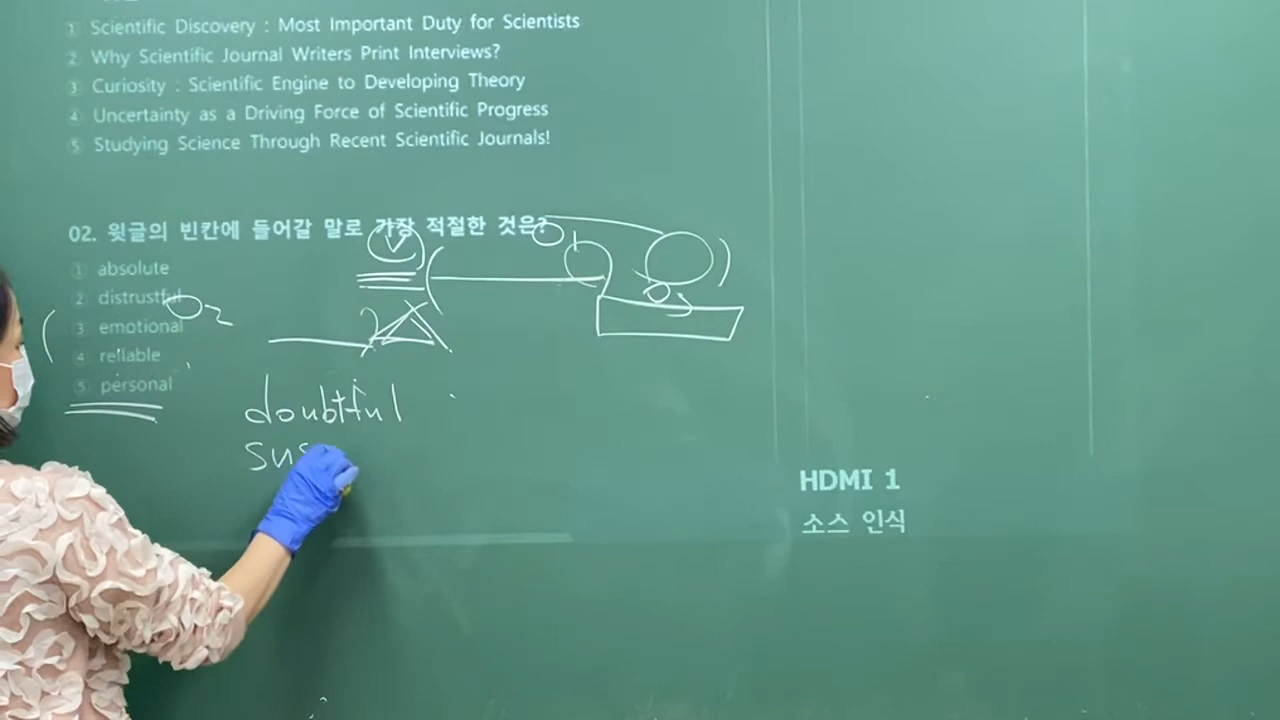 ① Scientific Discovery : Most Important Duty for Scientists
② Why Scientific Journal Writers Print Interviews?
③ Curiosity : Scientific Engine to Developing Theory
④ Uncertainty as a Driving Force of Scientific Progress
⑤ Studying Science Through Recent Scientific Journals!
02. 윗글의 빈칸에 들어갈 말로 가장 적절한 것은?
① absolute
② distrustful
③ emotional
④ reliable
⑤ personal
doubtful
sus
HDMI 1
소스 인식